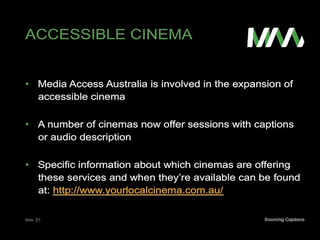 ACCESSIBLE CINEMA
• Media Access Australia is involved in the expansion of
accessible cinema
• A number of cinemas now offer sessions with captions
or audio description
• Specific information about which cinemas are offering
these services and when they're available can be found
at: http://www.yourlocalcinema.com.au/
21
Sourcing Captions